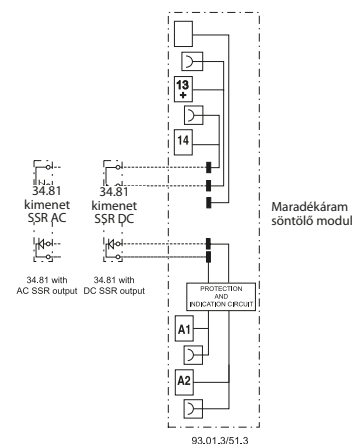 13
+
14
34.81
kimenet
SSR AC
34.81
kimenet
SSR DC
Maradékáram
söntölő modul
34.81 with
AC SSR output
34.81 with
DC SSR output
PROTECTION
AND
INDICATION CIRCUIT
A1
A2
93.01.3/51.3